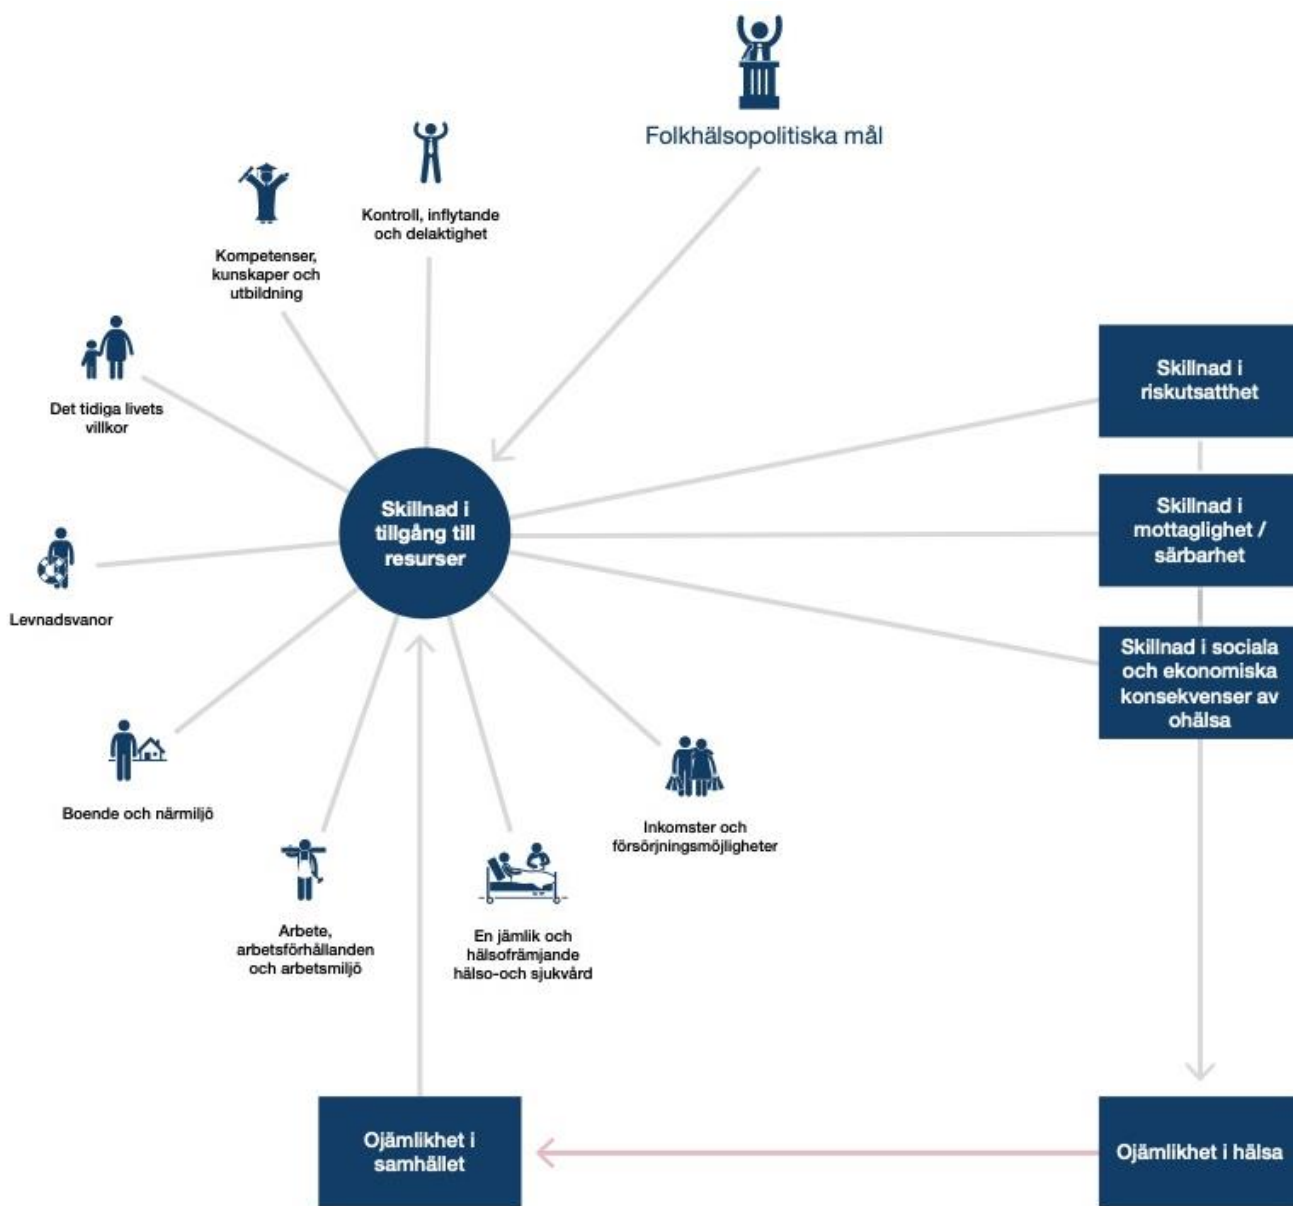 Folkhälsopolitiska mål
Kontroll, inflytande
och delaktighet
Kompetenser,
kunskaper och
utbildning
Det tidiga livets
villkor
Levnadsvanor
Boende och närmiljö
Arbete,
arbetsförhållanden
och arbetsmiljö
En jämlik och
hälsofrämjande
hälso-och sjukvård
Inkomster och
försörjningsmöjligheter
Skillnad i
tillgång till
resurser
Skillnad i
riskutsatthet
Skillnad i
mottaglighet /
särbarhet
Skillnad i sociala
och ekonomiska
konsekvenser av
ohälsa
Ojämlikhet i
samhället
Ojämlikhet i hälsa